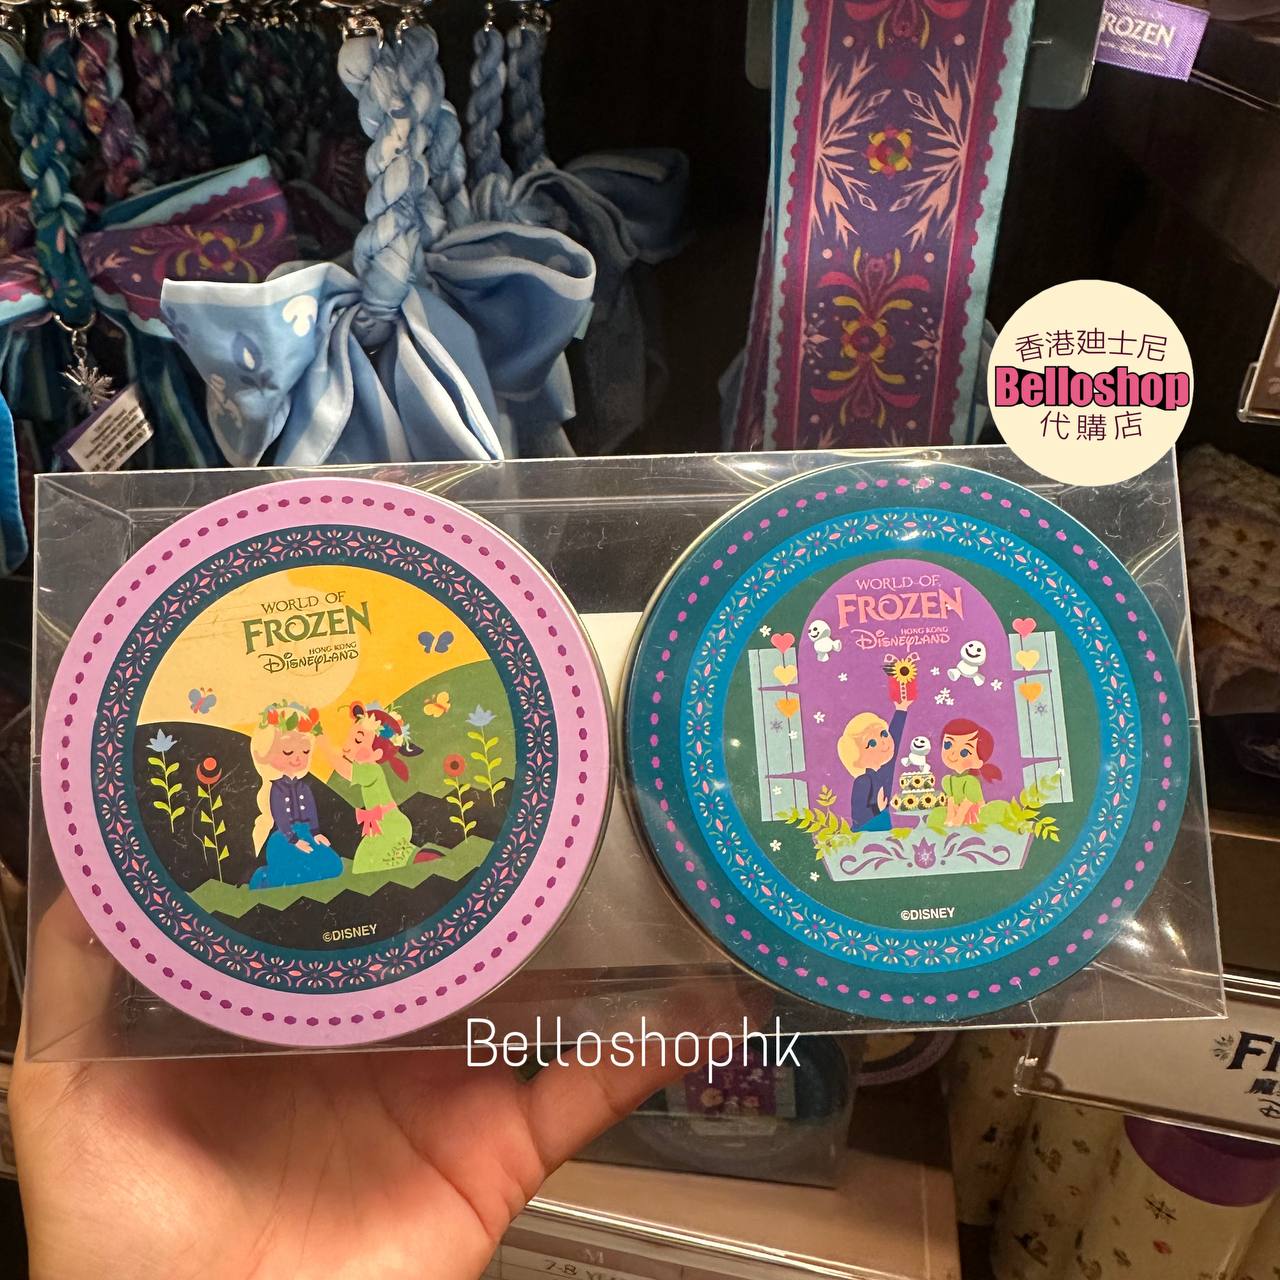 FROZEN
香港廸士尼
Belloshop
代購店
WORLD OF
FROZEN
HONG KONG
DISNEYLAND
©DISNEY
WORLD OF
FROZEN
HONG KONG
DISNEYLAND
©DISNEY
Belloshophk